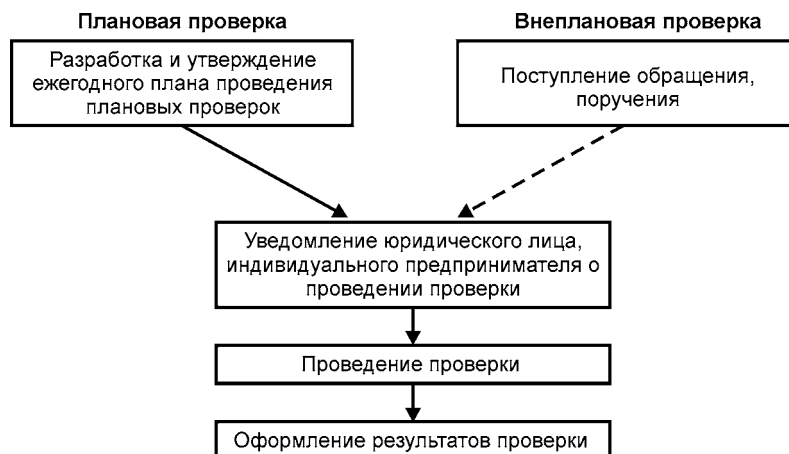 Плановая проверка
Внеплановая проверка
Разработка и утверждение
ежегодного плана проведения
плановых проверок
Поступление обращения,
поручения
Уведомление юридического лица,
индивидуального предпринимателя о
проведении проверки
Проведение проверки
Оформление результатов проверки